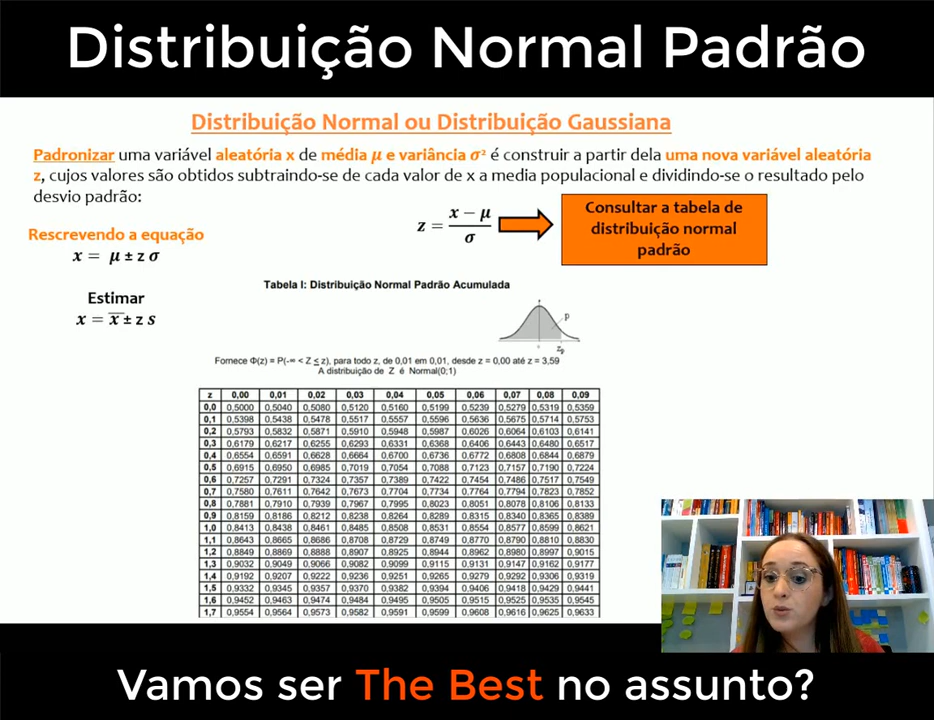 Distribuição Normal Padrão
Distribuição Normal ou Distribuição Gaussiana
Padronizar uma variável aleatória x de média μ e variância σ² é construir a partir dela uma nova variável aleatória
z, cujos valores são obtidos subtraindo-se de cada valor de x a media populacional e dividindo-se o resultado pelo
desvio padrão:
Rescrevendo a equação
x = μ ± z σ
Estimar
x = x̅ ± z s
z = (x − μ) / σ
Consultar a tabela de
distribuição normal
padrão
Tabela I: Distribuição Normal Padrão Acumulada
p
Fornece Φ(z) = P(-∞ < Z ≤ z), para todo z, de 0,01 em 0,01, desde z = 0,00 até z = 3,59
A distribuição de Z é Normal(0;1)
z 0,00 0,01 0,02 0,03 0,04 0,05 0,06 0,07 0,08 0,09
0,0 0,5000 0,5040 0,5080 0,5120 0,5160 0,5199 0,5239 0,5279 0,5319 0,5359
0,1 0,5398 0,5438 0,5478 0,5517 0,5557 0,5596 0,5636 0,5675 0,5714 0,5753
0,2 0,5793 0,5832 0,5871 0,5910 0,5948 0,5987 0,6026 0,6064 0,6103 0,6141
0,3 0,6179 0,6217 0,6255 0,6293 0,6331 0,6368 0,6406 0,6443 0,6480 0,6517
0,4 0,6554 0,6591 0,6628 0,6664 0,6700 0,6736 0,6772 0,6808 0,6844 0,6879
0,5 0,6915 0,6950 0,6985 0,7019 0,7054 0,7088 0,7123 0,7157 0,7190 0,7224
0,6 0,7257 0,7291 0,7324 0,7357 0,7389 0,7422 0,7454 0,7486 0,7517 0,7549
0,7 0,7580 0,7611 0,7642 0,7673 0,7704 0,7734 0,7764 0,7794 0,7823 0,7852
0,8 0,7881 0,7910 0,7939 0,7967 0,7995 0,8023 0,8051 0,8078 0,8106 0,8133
0,9 0,8159 0,8186 0,8212 0,8238 0,8264 0,8289 0,8315 0,8340 0,8365 0,8389
1,0 0,8413 0,8438 0,8461 0,8485 0,8508 0,8531 0,8554 0,8577 0,8599 0,8621
1,1 0,8643 0,8665 0,8686 0,8708 0,8729 0,8749 0,8770 0,8790 0,8810 0,8830
1,2 0,8849 0,8869 0,8888 0,8907 0,8925 0,8944 0,8962 0,8980 0,8997 0,9015
1,3 0,9032 0,9049 0,9066 0,9082 0,9099 0,9115 0,9131 0,9147 0,9162 0,9177
1,4 0,9192 0,9207 0,9222 0,9236 0,9251 0,9265 0,9279 0,9292 0,9306 0,9319
1,5 0,9332 0,9345 0,9357 0,9370 0,9382 0,9394 0,9406 0,9418 0,9429 0,9441
1,6 0,9452 0,9463 0,9474 0,9484 0,9495 0,9505 0,9515 0,9525 0,9535 0,9545
1,7 0,9554 0,9564 0,9573 0,9582 0,9591 0,9599 0,9608 0,9616 0,9625 0,9633
Vamos ser The Best no assunto?